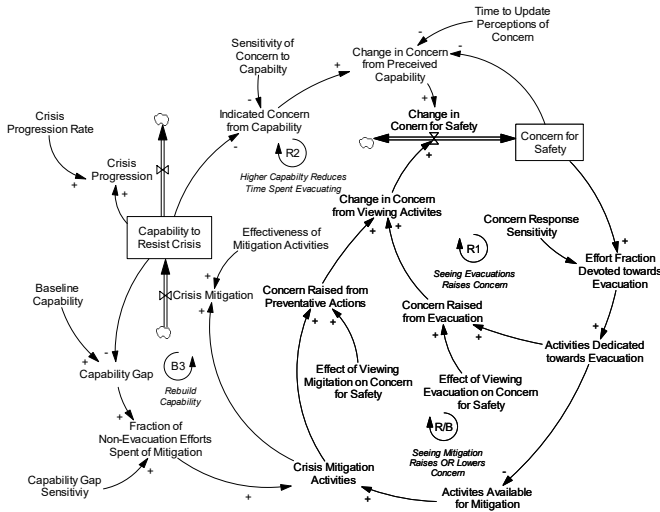 Time to Update
Perceptions of
Concern
Sensitivity of
Concern to
Capabilty
Change in Concern
from Preceived
Capability
Crisis
Progression Rate
Indicated Concern
from Capability
Change in
Conern for Safety
Concern for
Safety
R2
Crisis
Progression
Higher Capabilty Reduces
Time Spent Evacuating
Change in Concern
from Viewing Activites
Capability to
Resist Crisis
Effectiveness of
Mitigation Activities
Concern Response
Sensitivity
R1
Seeing Evacuations
Raises Concern
Effort Fraction
Devoted towards
Evacuation
Baseline
Capability
Crisis Mitigation
Concern Raised from
Preventative Actions
Concern Raised
from Evacuation
Activities Dedicated
towards Evacuation
Capability Gap
B3
Rebuild
Capability
Effect of Viewing
Migitation on Concern
for Safety
Effect of Viewing
Evacuation on Concern
for Safety
Fraction of
Non-Evacuation Efforts
Spent of Mitigation
R/B
Seeing Mitigation
Raises OR Lowers
Concern
Capability Gap
Sensitiviy
Crisis Mitigation
Activities
Activites Available
for Mitigation